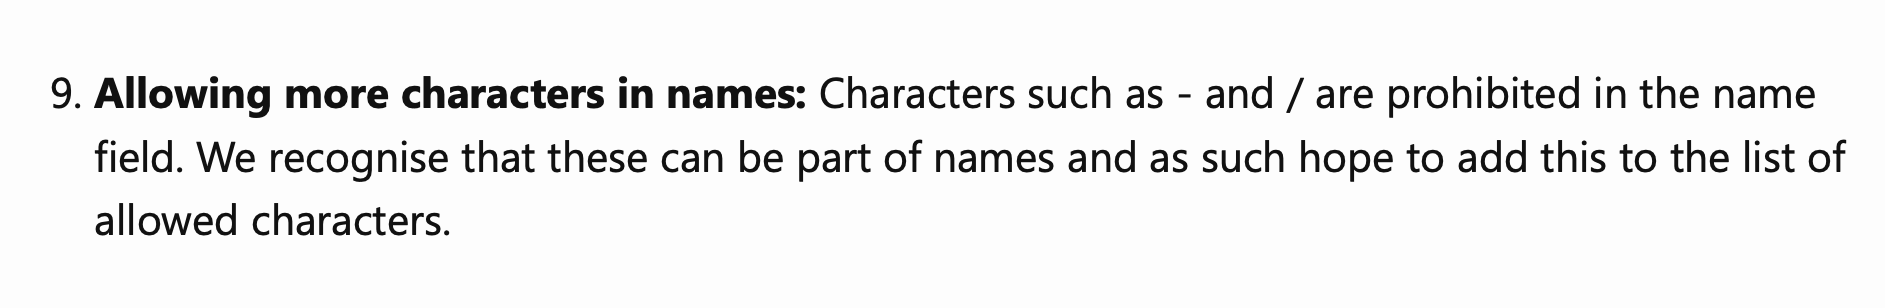 9. Allowing more characters in names: Characters such as - and / are prohibited in the name
field. We recognise that these can be part of names and as such hope to add this to the list of
allowed characters.